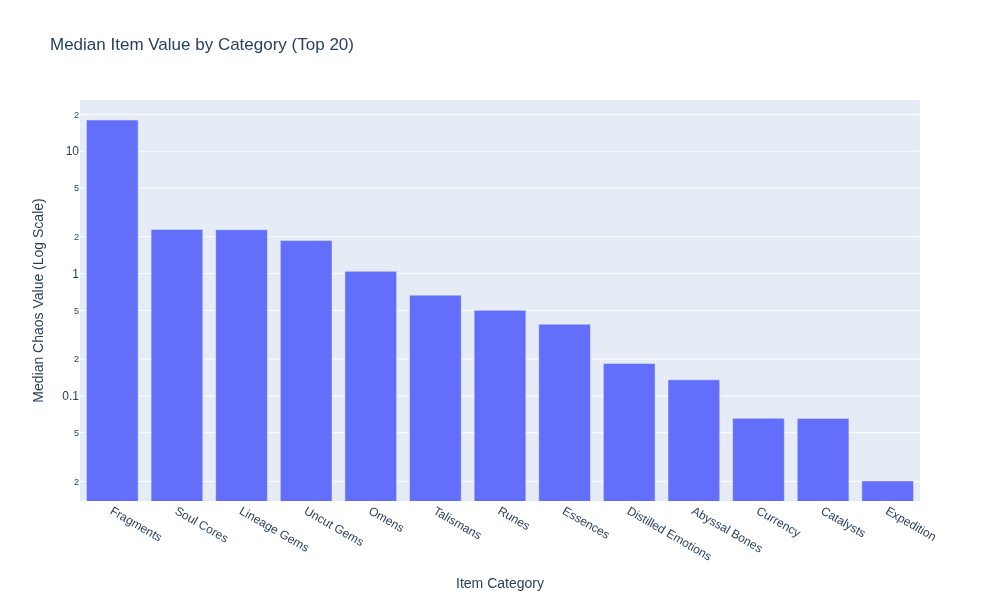 Median Item Value by Category (Top 20)
Median Chaos Value (Log Scale)
2
10
5
2
1
5
2
0.1
5
2
Fragments
Soul Cores
Lineage Gems
Uncut Gems
Omens
Talismans
Runes
Essences
Distilled Emotions
Abyssal Bones
Currency
Catalysts
Expedition
Item Category